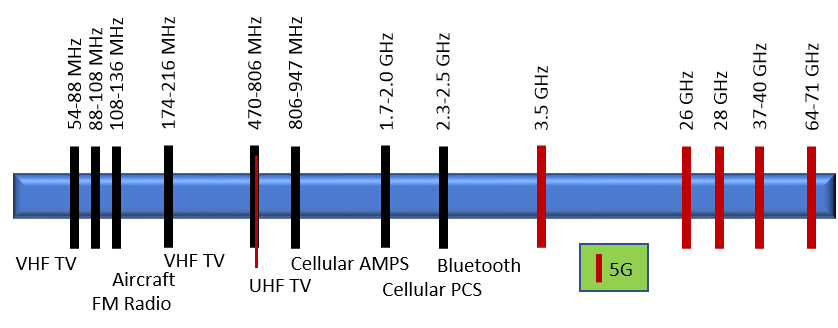 54-88 MHz
88-108 MHz
108-136 MHz
174-216 MHz
470-806 MHz
806-947 MHz
1.7-2.0 GHz
2.3-2.5 GHz
3.5 GHz
26 GHz
28 GHz
37-40 GHz
64-71 GHz
VHF TV
Aircraft
FM Radio
VHF TV
UHF TV
Cellular AMPS
Cellular PCS
Bluetooth
5G